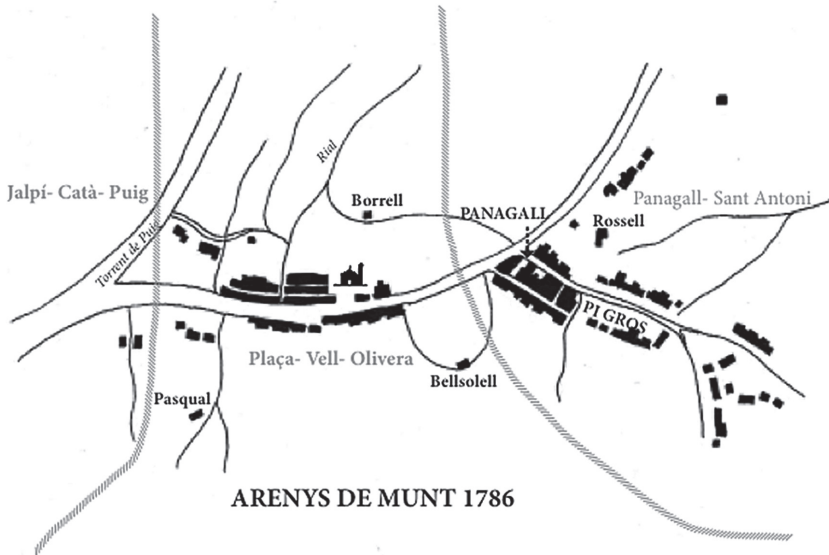 Rial
Jalpí- Catà- Puig
Borrell
PANAGALL
Panagall- Sant Antoni
Rossell
Torrent de Puig
PI GROS
Plaça- Vell- Olivera
Bellsolell
Pasqual
ARENYS DE MUNT 1786